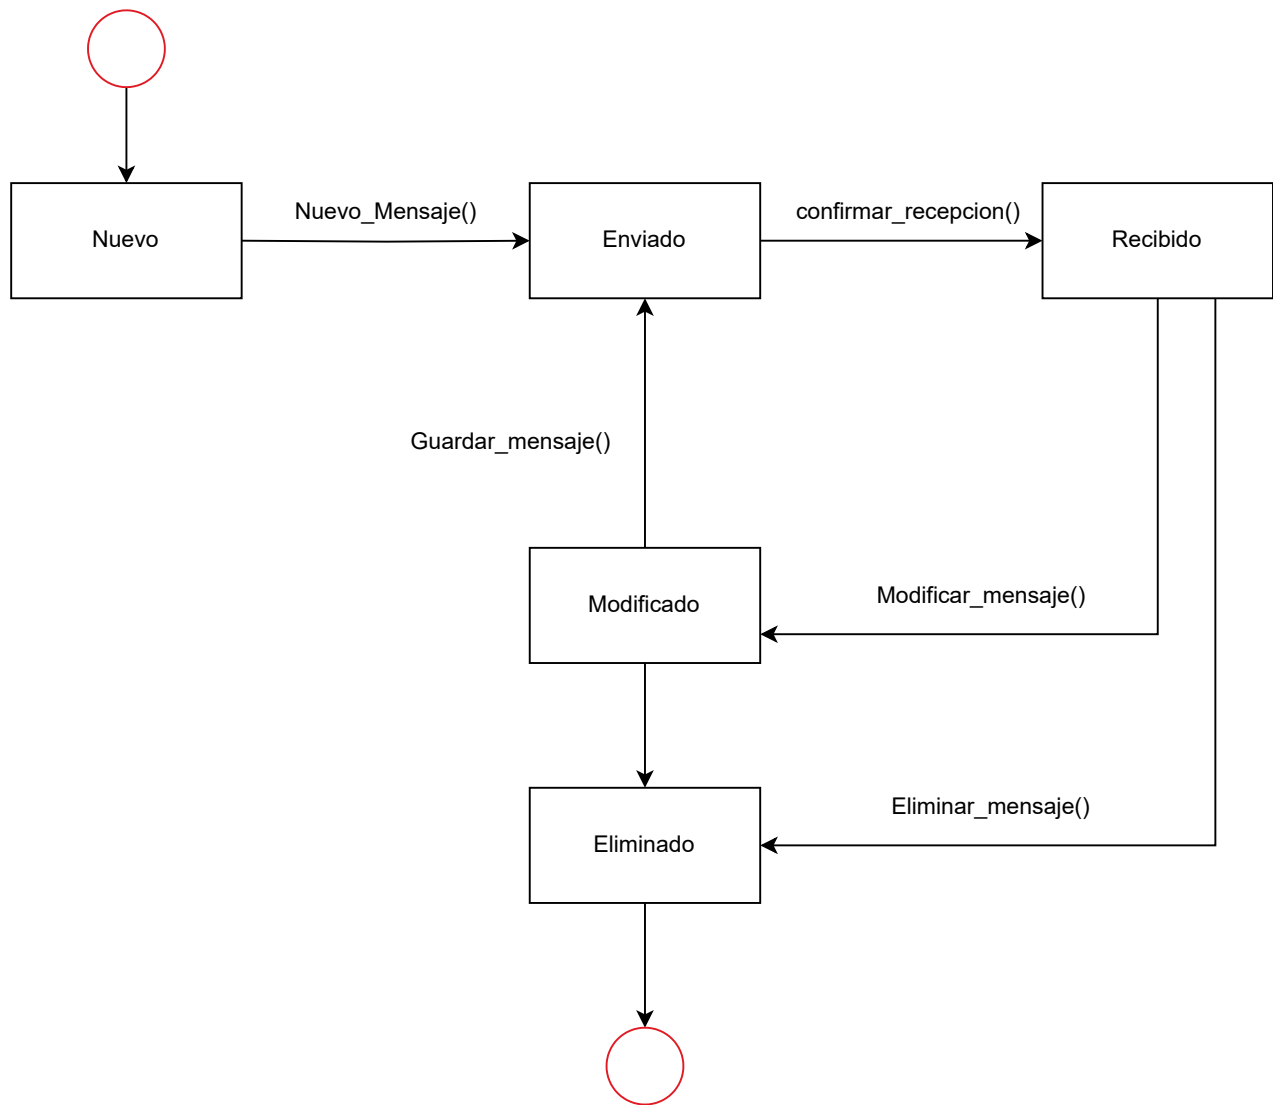 Nuevo
Nuevo_Mensaje()
Enviado
confirmar_recepcion()
Recibido
Guardar_mensaje()
Modificado
Modificar_mensaje()
Eliminado
Eliminar_mensaje()